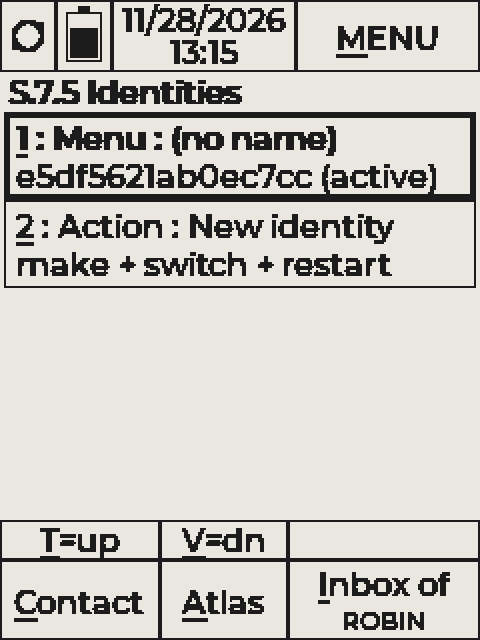 11/28/2026
13:15
MENU
S.7.5 Identities
1 : Menu : (no name)
e5df5621ab0ec7cc (active)
2 : Action : New identity
make + switch + restart
T=up
V=dn
Contact
Atlas
Inbox of
ROBIN